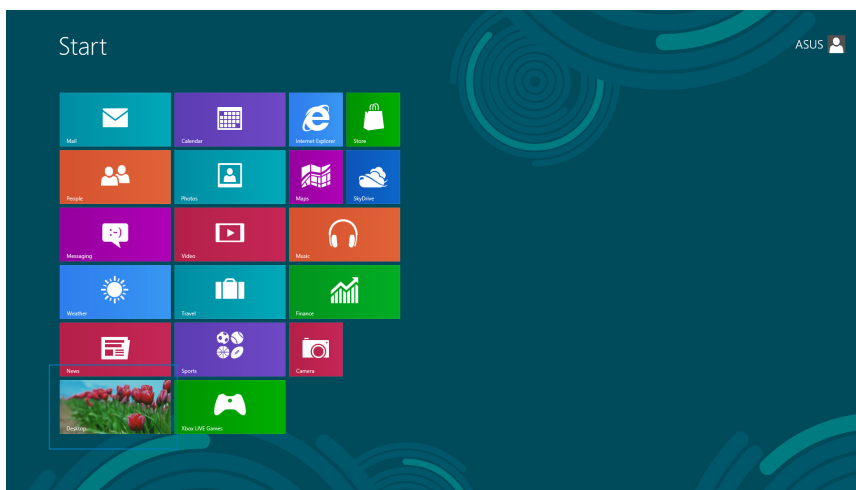 Start
ASUS
Mail
Calendar
Internet Explorer
Store
People
Photos
Maps
SkyDrive
Messaging
:-)
Video
Music
Weather
Travel
Finance
News
Sports
Camera
Desktop
Xbox LIVE Games